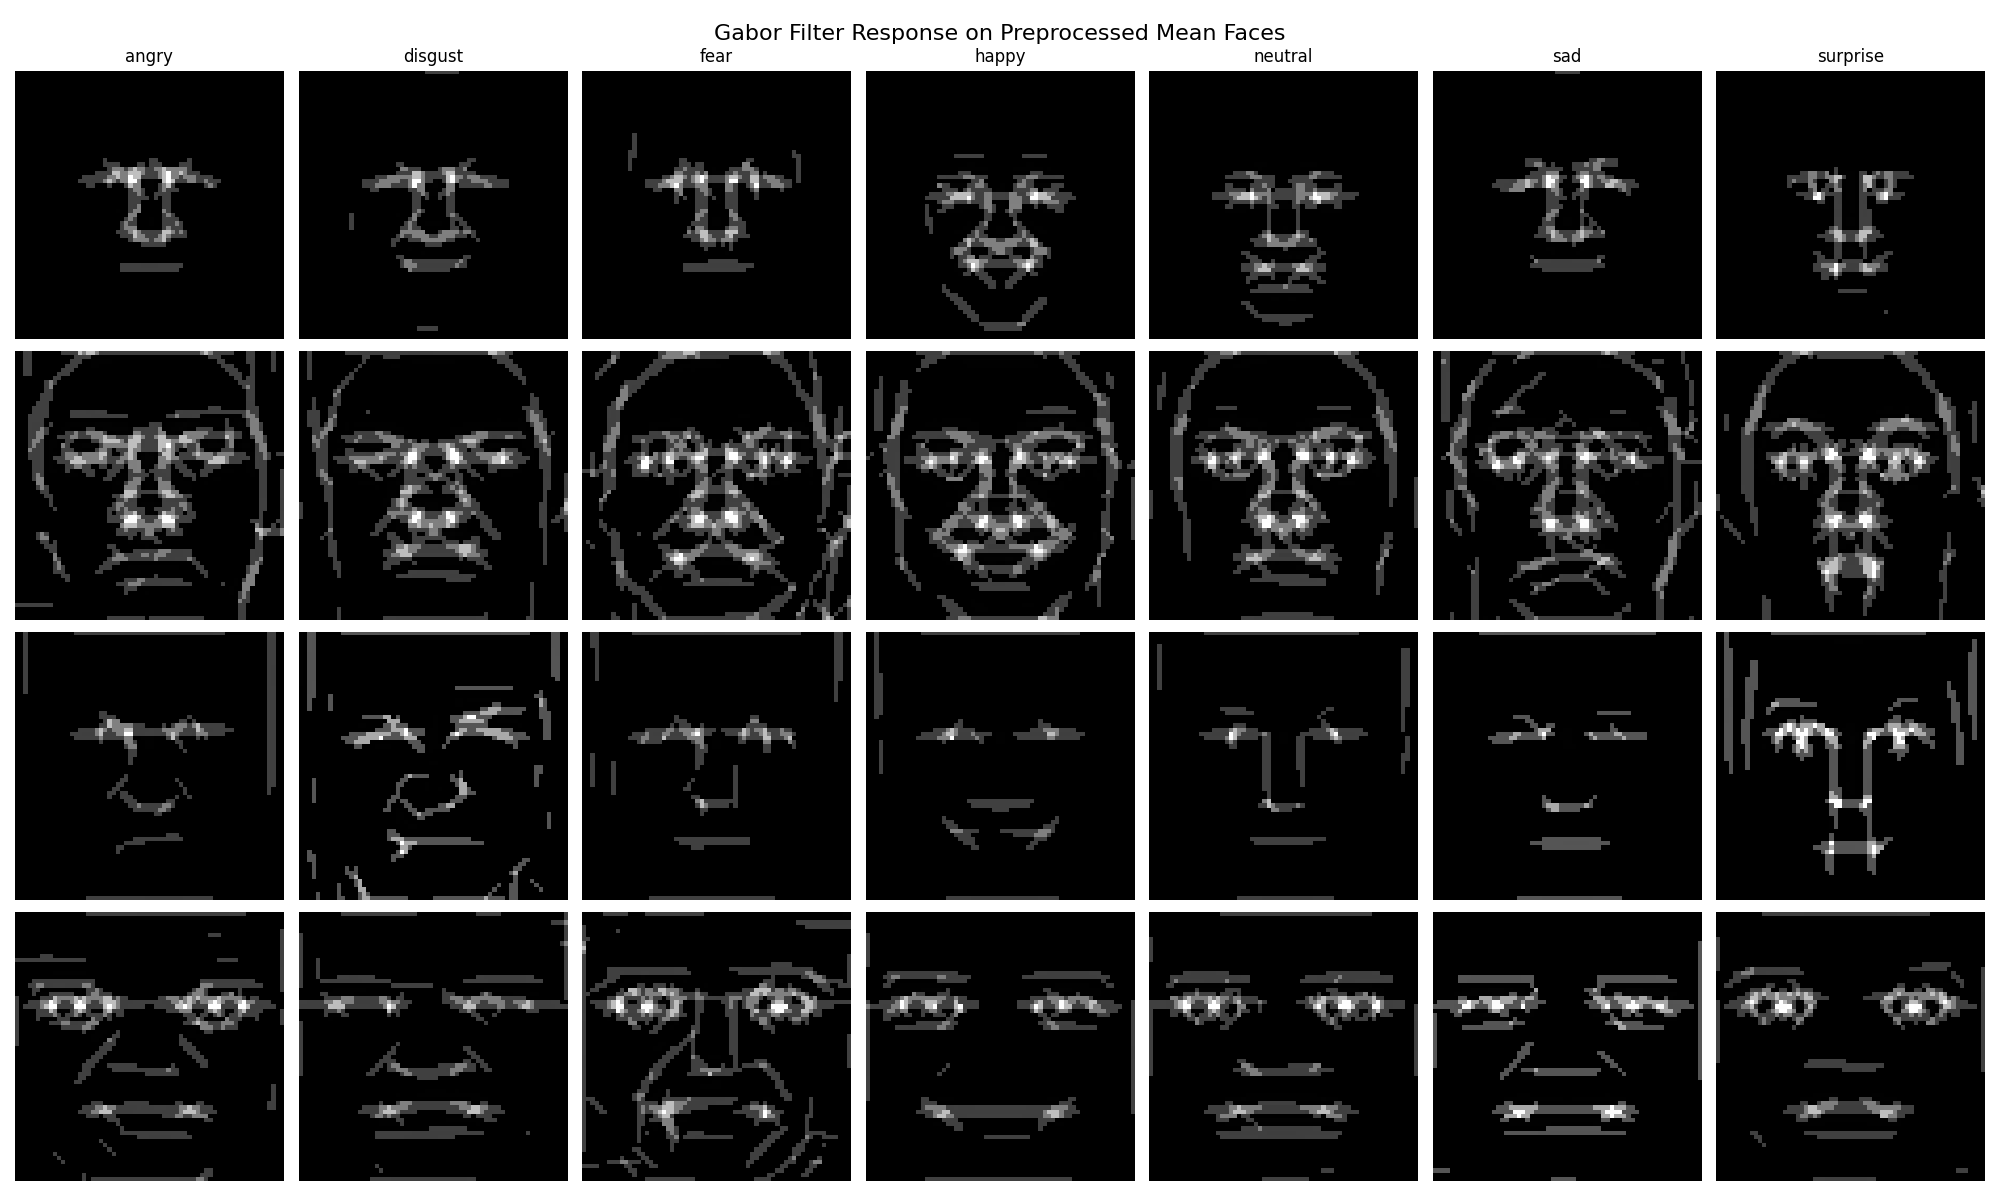 Gabor Filter Response on Preprocessed Mean Faces
angry disgust fear happy neutral sad surprise